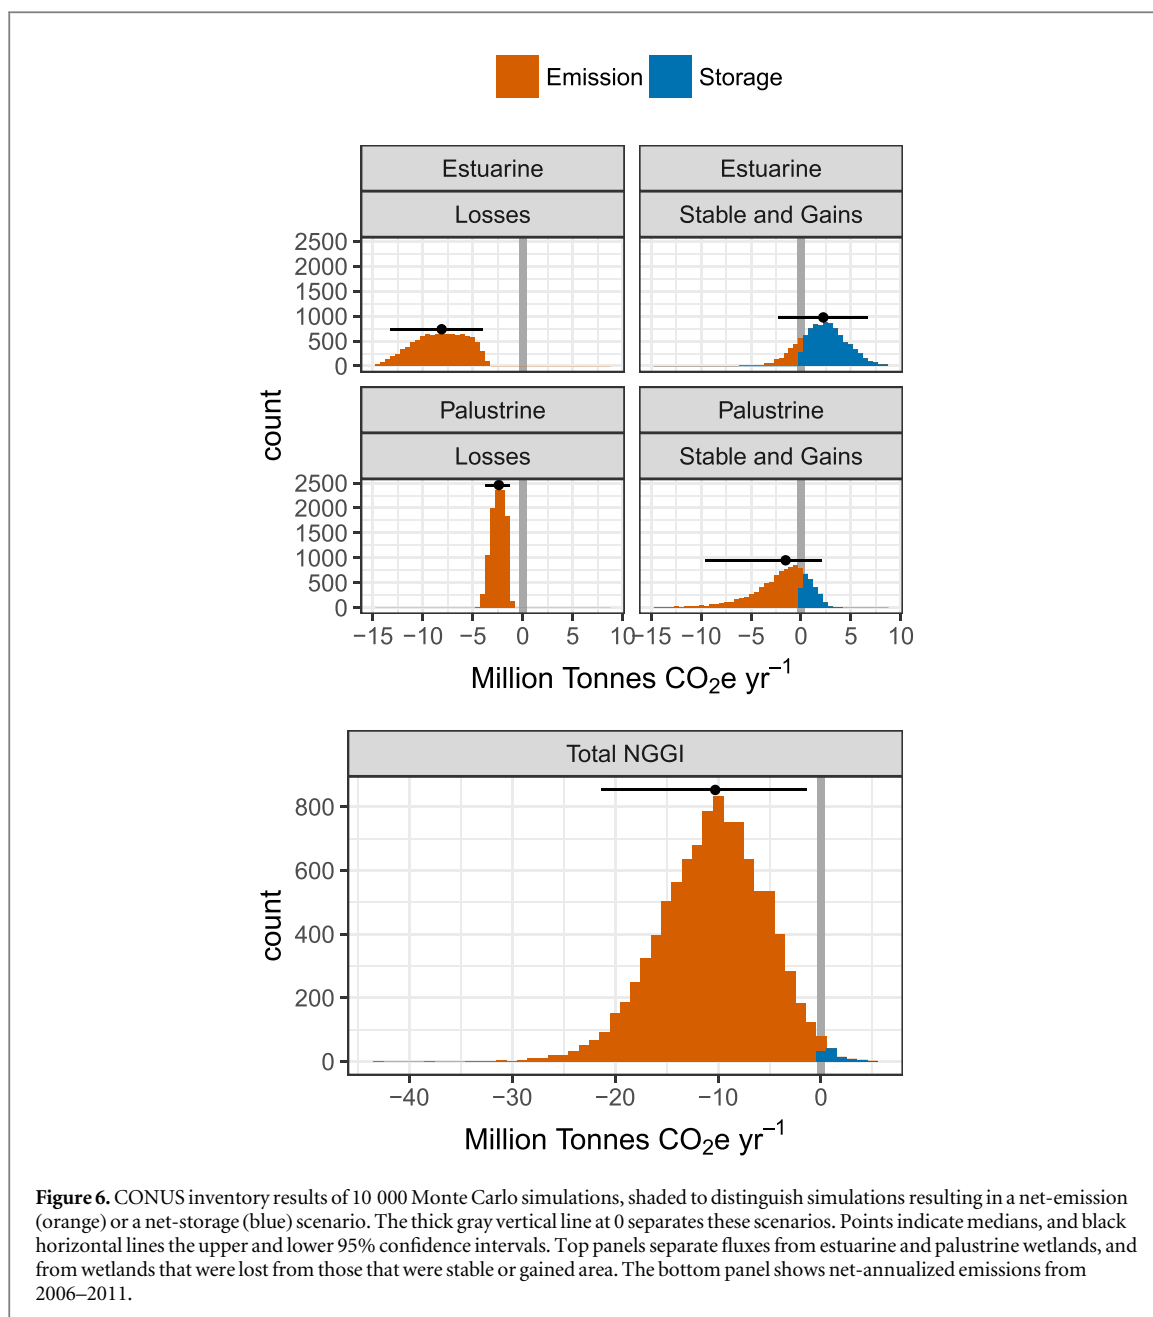 Emission Storage
Estuarine Estuarine
Losses Stable and Gains
2500
2000
1500
1000
500
0
Palustrine Palustrine
Losses Stable and Gains
2500
2000
1500
1000
500
0
count
−15 −10 −5 0 5 10 −15 −10 −5 0 5 10
Million Tonnes CO₂e yr⁻¹
Total NGGI
800
600
400
200
0
count
−40 −30 −20 −10 0
Million Tonnes CO₂e yr⁻¹
Figure 6. CONUS inventory results of 10 000 Monte Carlo simulations, shaded to distinguish simulations resulting in a net-emission
(orange) or a net-storage (blue) scenario. The thick gray vertical line at 0 separates these scenarios. Points indicate medians, and black
horizontal lines the upper and lower 95% confidence intervals. Top panels separate fluxes from estuarine and palustrine wetlands, and
from wetlands that were lost from those that were stable or gained area. The bottom panel shows net-annualized emissions from
2006–2011.